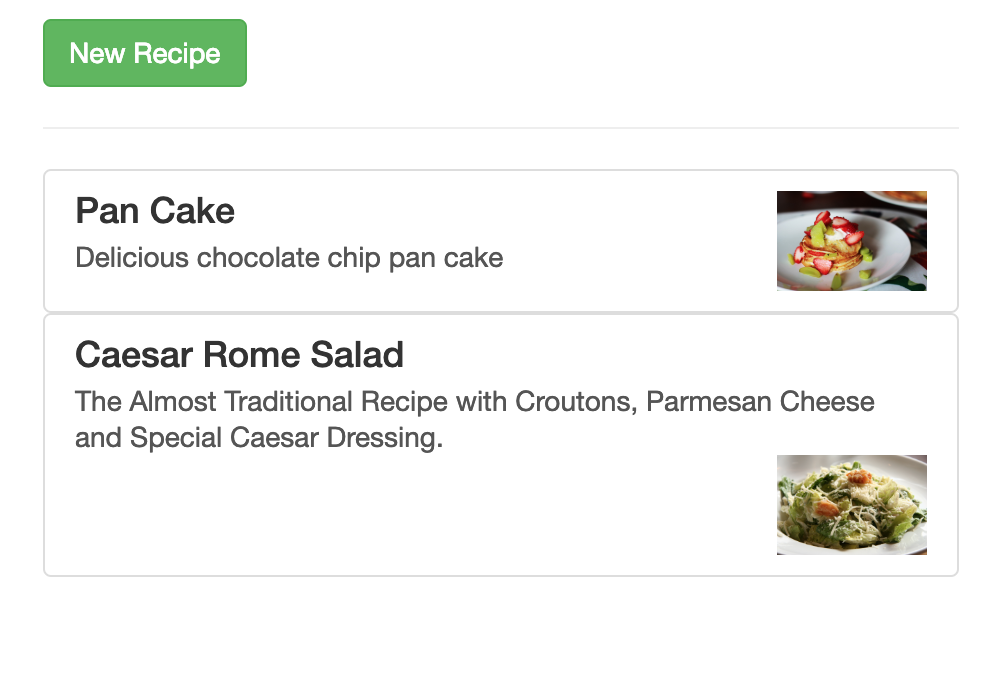 New Recipe
Pan Cake
Delicious chocolate chip pan cake
Caesar Rome Salad
The Almost Traditional Recipe with Croutons, Parmesan Cheese
and Special Caesar Dressing.